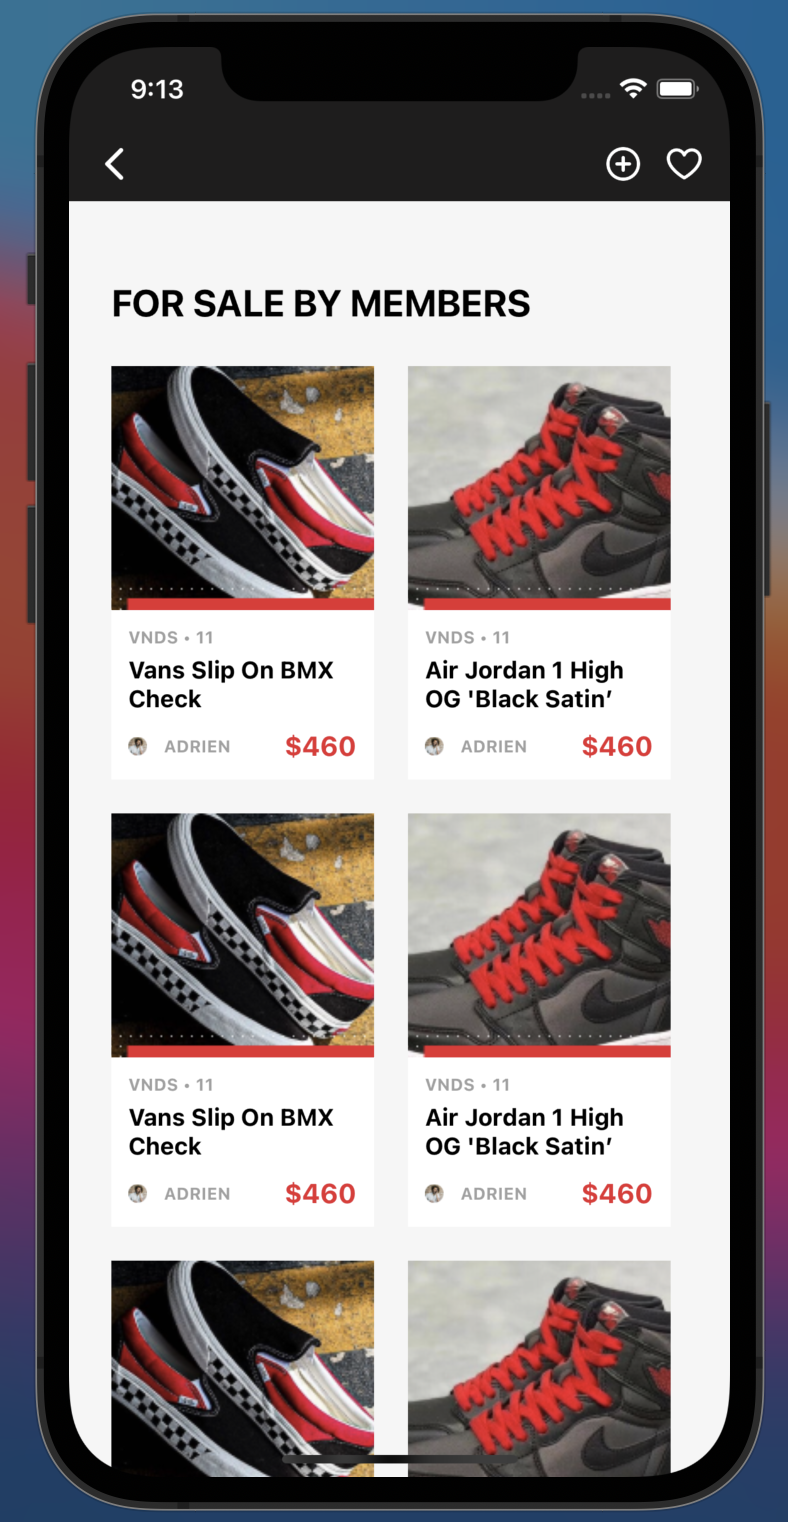 9:13
FOR SALE BY MEMBERS
VNDS • 11
Vans Slip On BMX
Check
ADRIEN
$460
VNDS • 11
Air Jordan 1 High
OG 'Black Satin’
ADRIEN
$460
VNDS • 11
Vans Slip On BMX
Check
ADRIEN
$460
VNDS • 11
Air Jordan 1 High
OG 'Black Satin’
ADRIEN
$460